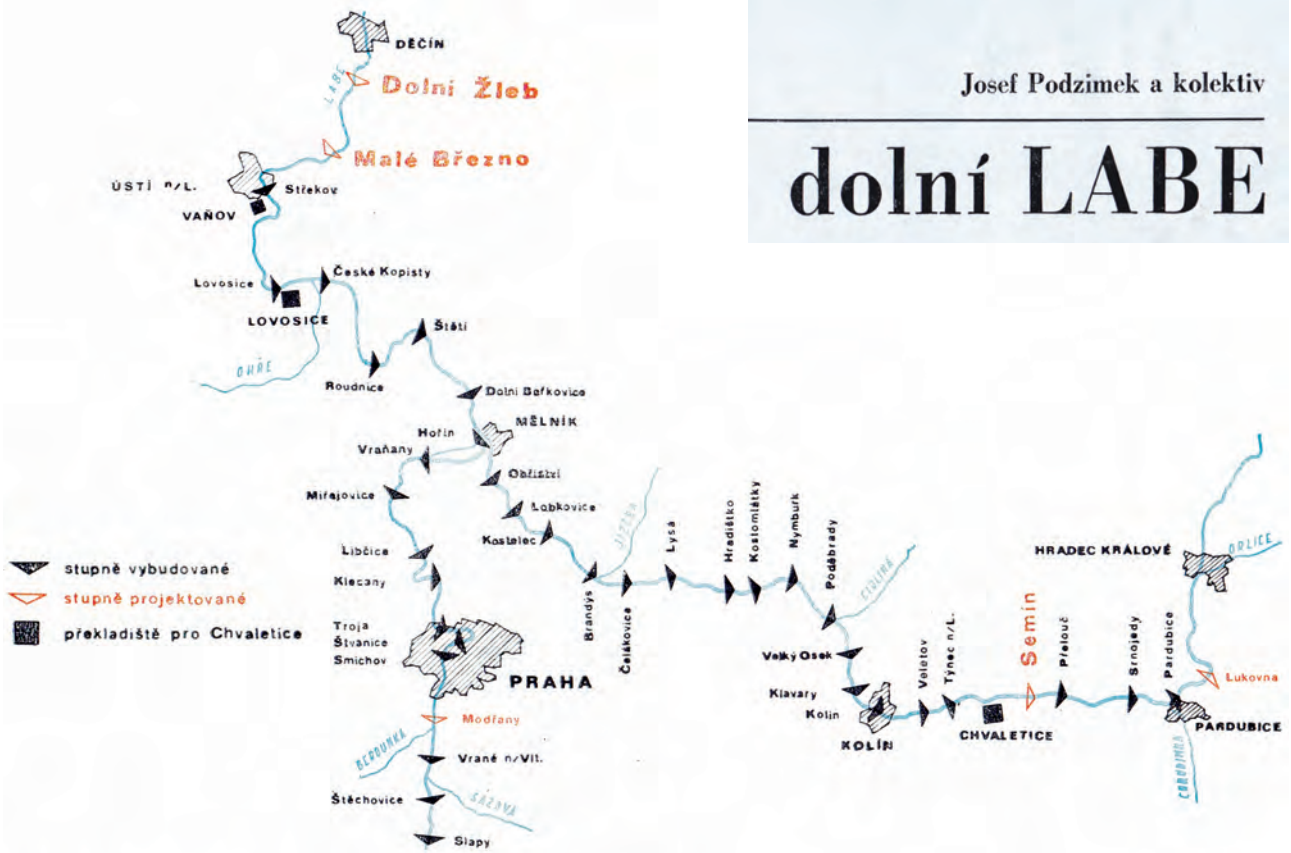 Josef Podzimek a kolektiv
dolní LABE
DĚČÍN
LABE
Dolní Žleb
Malé Březno
ÚSTÍ n/L.
Střekov
VAŇOV
Lovosice
České Kopisty
LOVOSICE
OHŘE
Roudnice
Štětí
Dolní Beřkovice
MĚLNÍK
Hořín
Vraňany
Obříství
Miřejovice
Lobkovice
Kostelec
JIZERA
Libčice
Klecany
Brandýs
Čelákovice
Lysá
Hradištko
Kostomlátky
Nymburk
Poděbrady
CIDLINA
HRADEC KRÁLOVÉ
ORLICE
stupně vybudované
stupně projektované
překladiště pro Chvaletice
Troja
Štvanice
Smíchov
PRAHA
Velký Osek
Klavary
Kolín
KOLÍN
Veletov
Týnec n/L.
CHVALETICE
Semín
Přelouč
Srnojedy
Pardubice
Lukovna
PARDUBICE
CHRUDIMKA
Modřany
BEROUNKA
Vrané n/Vlt.
Štěchovice
SÁZAVA
Slapy